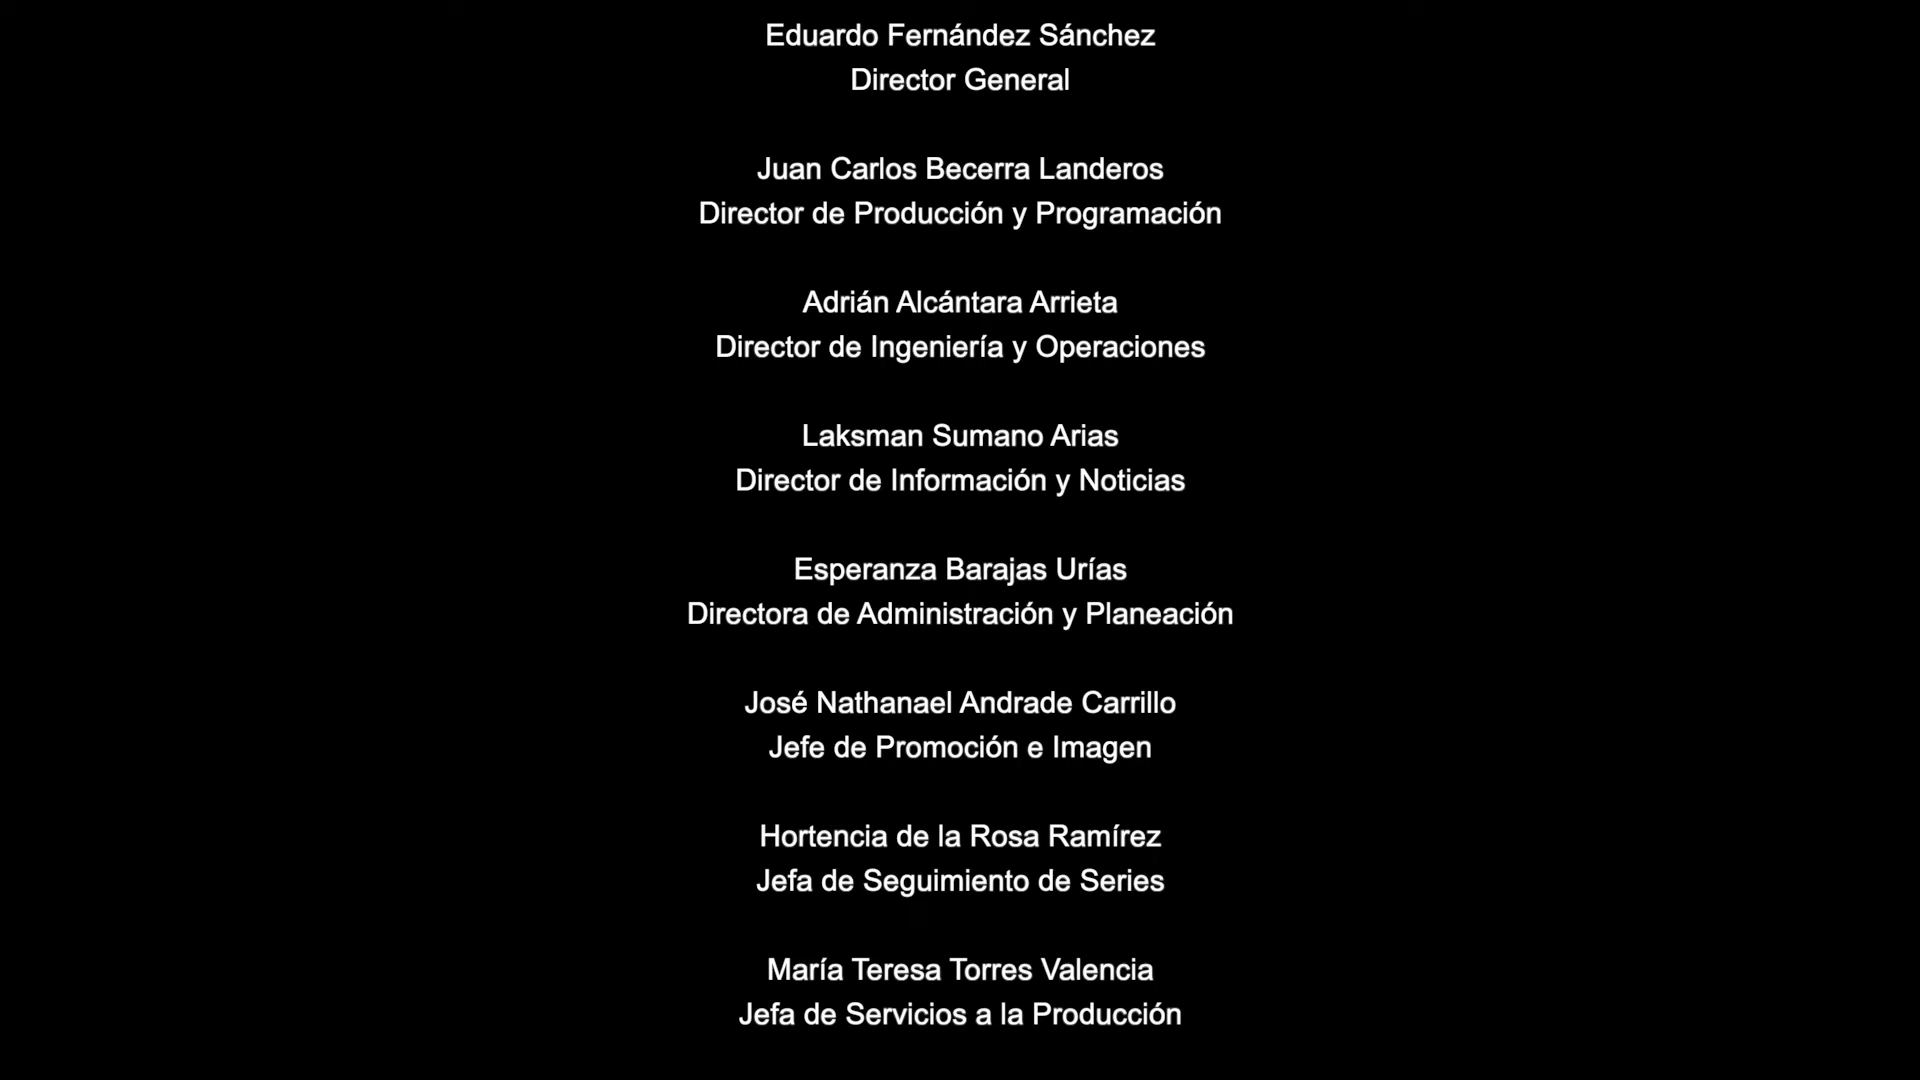 Eduardo Fernández Sánchez
Director General
Juan Carlos Becerra Landeros
Director de Producción y Programación
Adrián Alcántara Arrieta
Director de Ingeniería y Operaciones
Laksman Sumano Arias
Director de Información y Noticias
Esperanza Barajas Urías
Directora de Administración y Planeación
José Nathanael Andrade Carrillo
Jefe de Promoción e Imagen
Hortencia de la Rosa Ramírez
Jefa de Seguimiento de Series
María Teresa Torres Valencia
Jefa de Servicios a la Producción